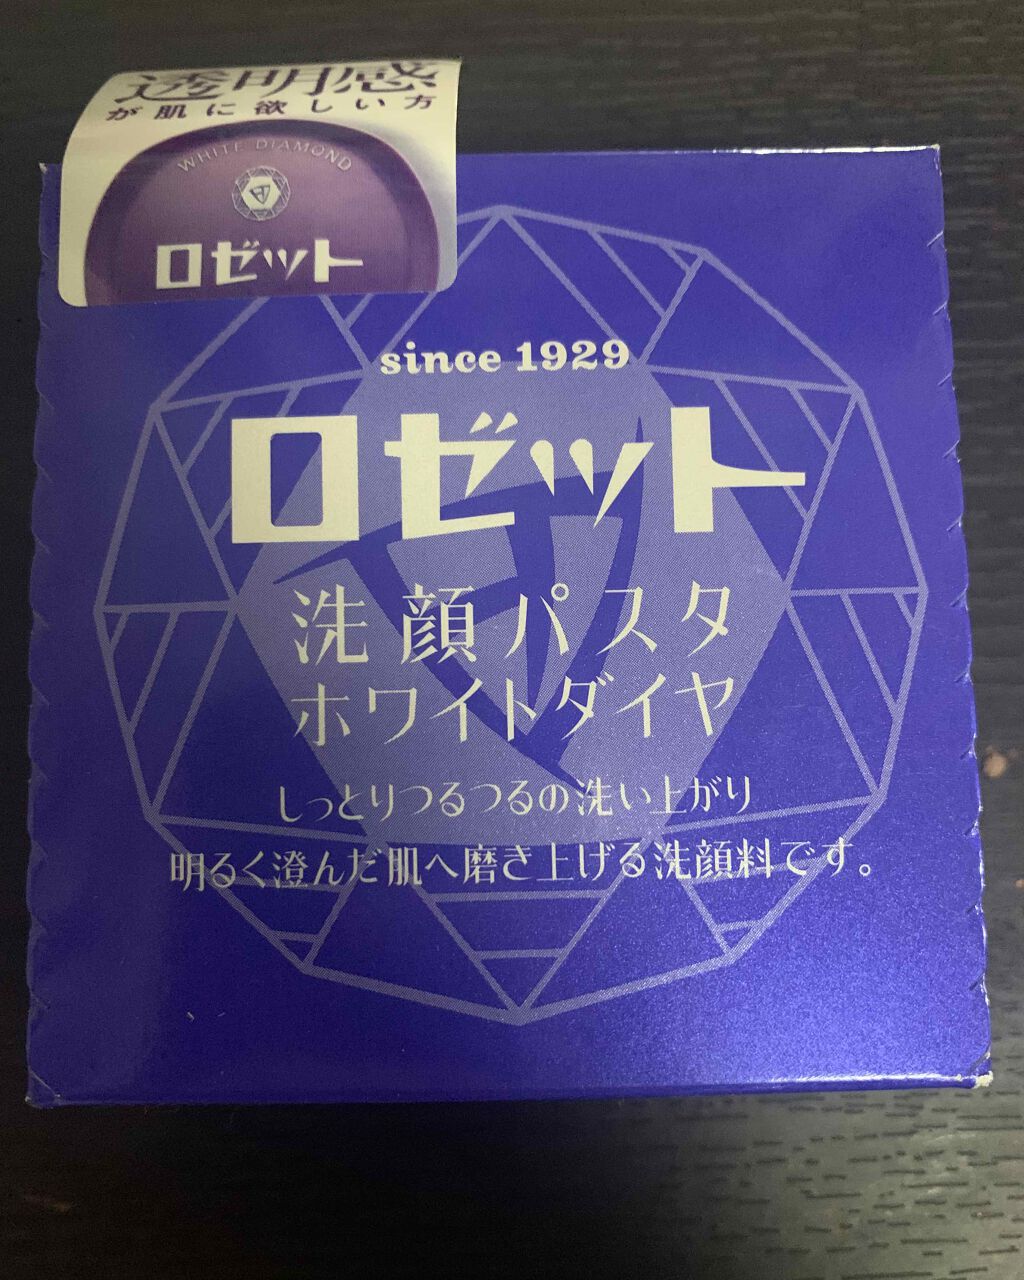 透明感
が肌に欲しい方
WHITE DIAMOND
ロゼット
since 1929
ロゼット
洗顔パスタ
ホワイトダイヤ
しっとりつるつるの洗い上がり
明るく澄んだ肌へ磨き上げる洗顔料です。